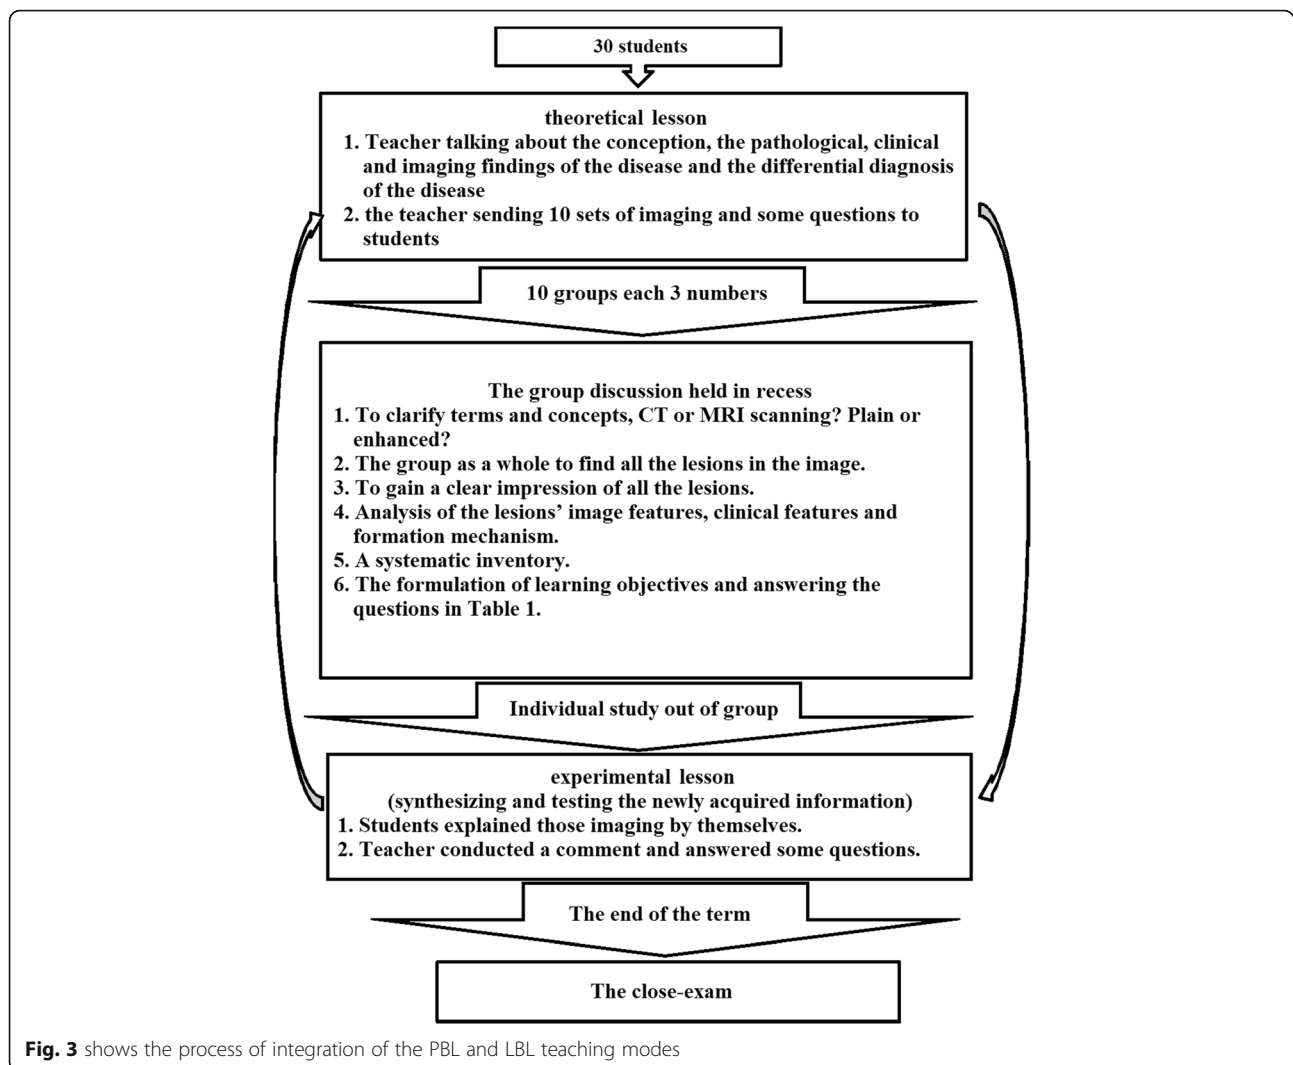 30 students
theoretical lesson
1. Teacher talking about the conception, the pathological, clinical
and imaging findings of the disease and the differential diagnosis
of the disease
2. the teacher sending 10 sets of imaging and some questions to
students
10 groups each 3 numbers
The group discussion held in recess
1. To clarify terms and concepts, CT or MRI scanning? Plain or
enhanced?
2. The group as a whole to find all the lesions in the image.
3. To gain a clear impression of all the lesions.
4. Analysis of the lesions’ image features, clinical features and
formation mechanism.
5. A systematic inventory.
6. The formulation of learning objectives and answering the
questions in Table 1.
Individual study out of group
experimental lesson
(synthesizing and testing the newly acquired information)
1. Students explained those imaging by themselves.
2. Teacher conducted a comment and answered some questions.
The end of the term
The close-exam
Fig. 3 shows the process of integration of the PBL and LBL teaching modes